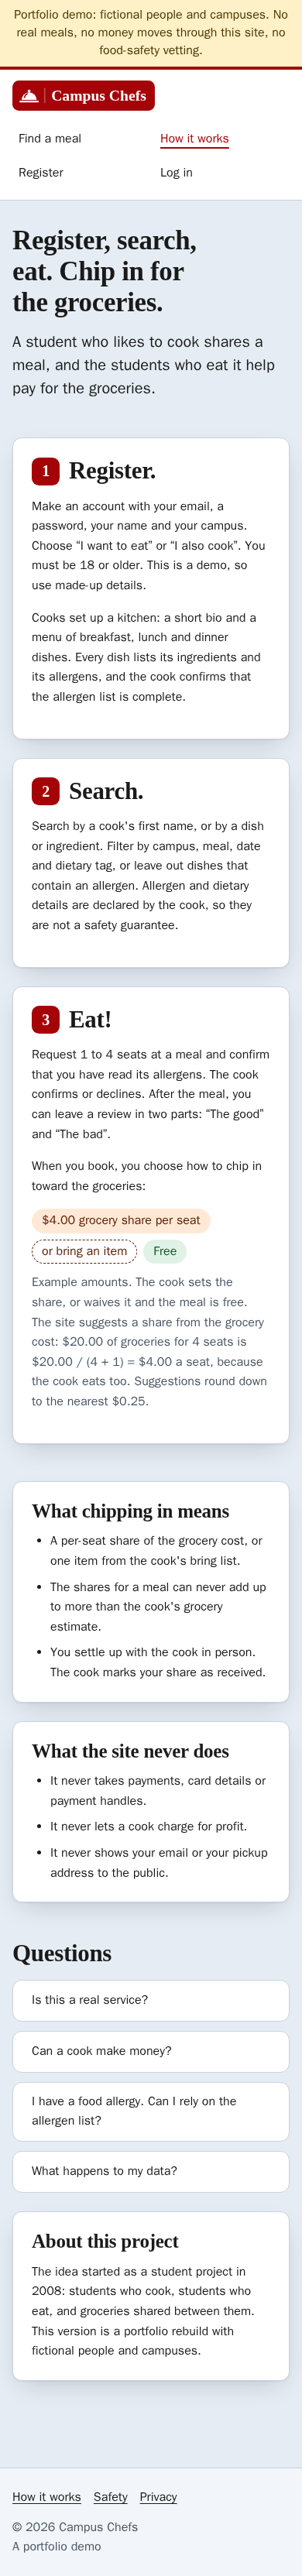 Portfolio demo: fictional people and campuses. No
real meals, no money moves through this site, no
food-safety vetting.
Campus Chefs
Find a meal
How it works
Register
Log in
Register, search,
eat. Chip in for
the groceries.
A student who likes to cook shares a
meal, and the students who eat it help
pay for the groceries.
1 Register.
Make an account with your email, a
password, your name and your campus.
Choose “I want to eat” or “I also cook”. You
must be 18 or older. This is a demo, so
use made-up details.
Cooks set up a kitchen: a short bio and a
menu of breakfast, lunch and dinner
dishes. Every dish lists its ingredients and
its allergens, and the cook confirms that
the allergen list is complete.
2 Search.
Search by a cook's first name, or by a dish
or ingredient. Filter by campus, meal, date
and dietary tag, or leave out dishes that
contain an allergen. Allergen and dietary
details are declared by the cook, so they
are not a safety guarantee.
3 Eat!
Request 1 to 4 seats at a meal and confirm
that you have read its allergens. The cook
confirms or declines. After the meal, you
can leave a review in two parts: “The good”
and “The bad”.
When you book, you choose how to chip in
toward the groceries:
$4.00 grocery share per seat
or bring an item
Free
Example amounts. The cook sets the
share, or waives it and the meal is free.
The site suggests a share from the grocery
cost: $20.00 of groceries for 4 seats is
$20.00 / (4 + 1) = $4.00 a seat, because
the cook eats too. Suggestions round down
to the nearest $0.25.
What chipping in means
• A per-seat share of the grocery cost, or
one item from the cook's bring list.
• The shares for a meal can never add up
to more than the cook's grocery
estimate.
• You settle up with the cook in person.
The cook marks your share as received.
What the site never does
• It never takes payments, card details or
payment handles.
• It never lets a cook charge for profit.
• It never shows your email or your pickup
address to the public.
Questions
Is this a real service?
Can a cook make money?
I have a food allergy. Can I rely on the
allergen list?
What happens to my data?
About this project
The idea started as a student project in
2008: students who cook, students who
eat, and groceries shared between them.
This version is a portfolio rebuild with
fictional people and campuses.
How it works Safety Privacy
© 2026 Campus Chefs
A portfolio demo